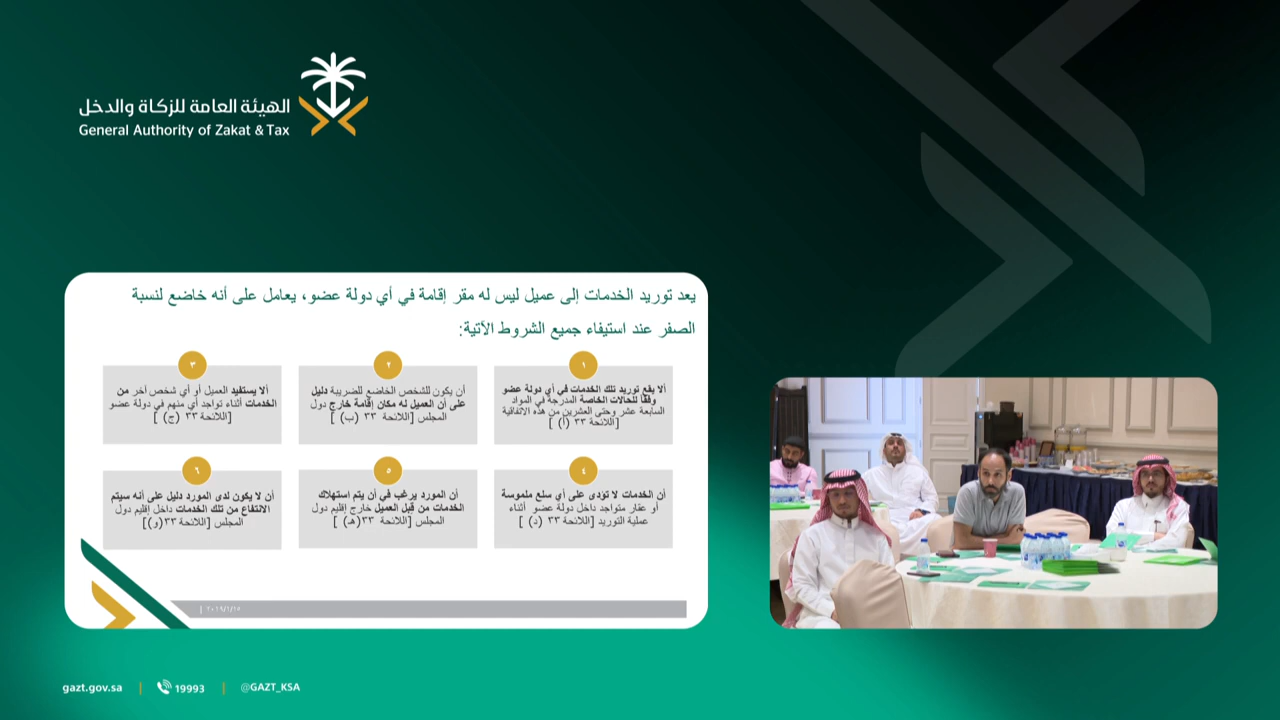 الهيئة العامة للزكاة والدخل
General Authority of Zakat & Tax
يعد توريد الخدمات إلى عميل ليس له مقر إقامة في أي دولة عضو، يعامل على أنه خاضع لنسبة
الصفر عند استيفاء جميع الشروط الآتية:
١
ألا يقع توريد تلك الخدمات في أي دولة عضو
وفقًا للحالات الخاصة المدرجة في المواد
السابعة عشر وحتى العشرين من هذه الاتفاقية
[اللائحة ٣٣ (أ) ]
٢
أن يكون للشخص الخاضع للضريبة دليل
على أن العميل له مكان إقامة خارج دول
المجلس [اللائحة ٣٣ (ب) ]
٣
ألا يستفيد العميل أو أي شخص آخر من
الخدمات أثناء تواجد أي منهم في دولة عضو
[اللائحة ٣٣ (ج) ]
٤
أن الخدمات لا تؤدى على أي سلع ملموسة
أو عقار متواجد داخل دولة عضو أثناء
عملية التوريد [اللائحة ٣٣ (د) ]
٥
أن المورد يرغب في أن يتم استهلاك
الخدمات من قبل العميل خارج إقليم دول
المجلس [اللائحة ٣٣ (هـ) ]
٦
أن لا يكون لدى المورد دليل على أنه سيتم
الانتفاع من تلك الخدمات داخل إقليم دول
المجلس [اللائحة ٣٣ (و)]
gazt.gov.sa | 19993 | @GAZT_KSA